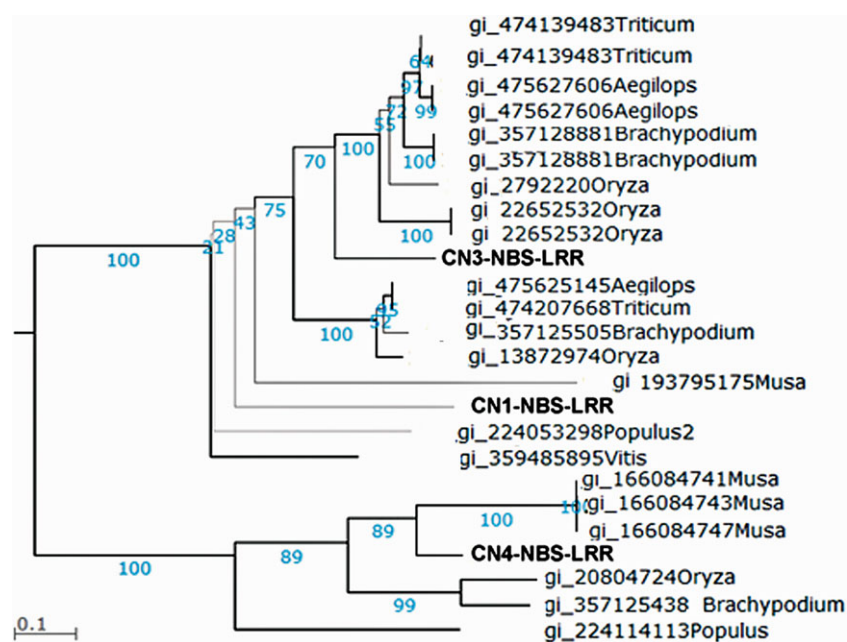 gi_474139483Triticum
gi_474139483Triticum
64
gi_475627606Aegilops
97
gi_475627606Aegilops
72 99
55
gi_357128881Brachypodium
100
gi_357128881Brachypodium
70 100
gi_2792220Oryza
75
gi 22652532Oryza
43
gi 22652532Oryza
28 100
21
100
CN3-NBS-LRR
gi_475625145Aegilops
gi_474207668Triticum
52
gi_357125505Brachypodium
100
gi_13872974Oryza
gi 193795175Musa
CN1-NBS-LRR
gi_224053298Populus2
gi_359485895Vitis
gi_166084741Musa
gi_166084743Musa
100
100
gi_166084747Musa
89
CN4-NBS-LRR
89
100
gi_20804724Oryza
99
gi_357125438 Brachypodium
gi_224114113Populus
0.1